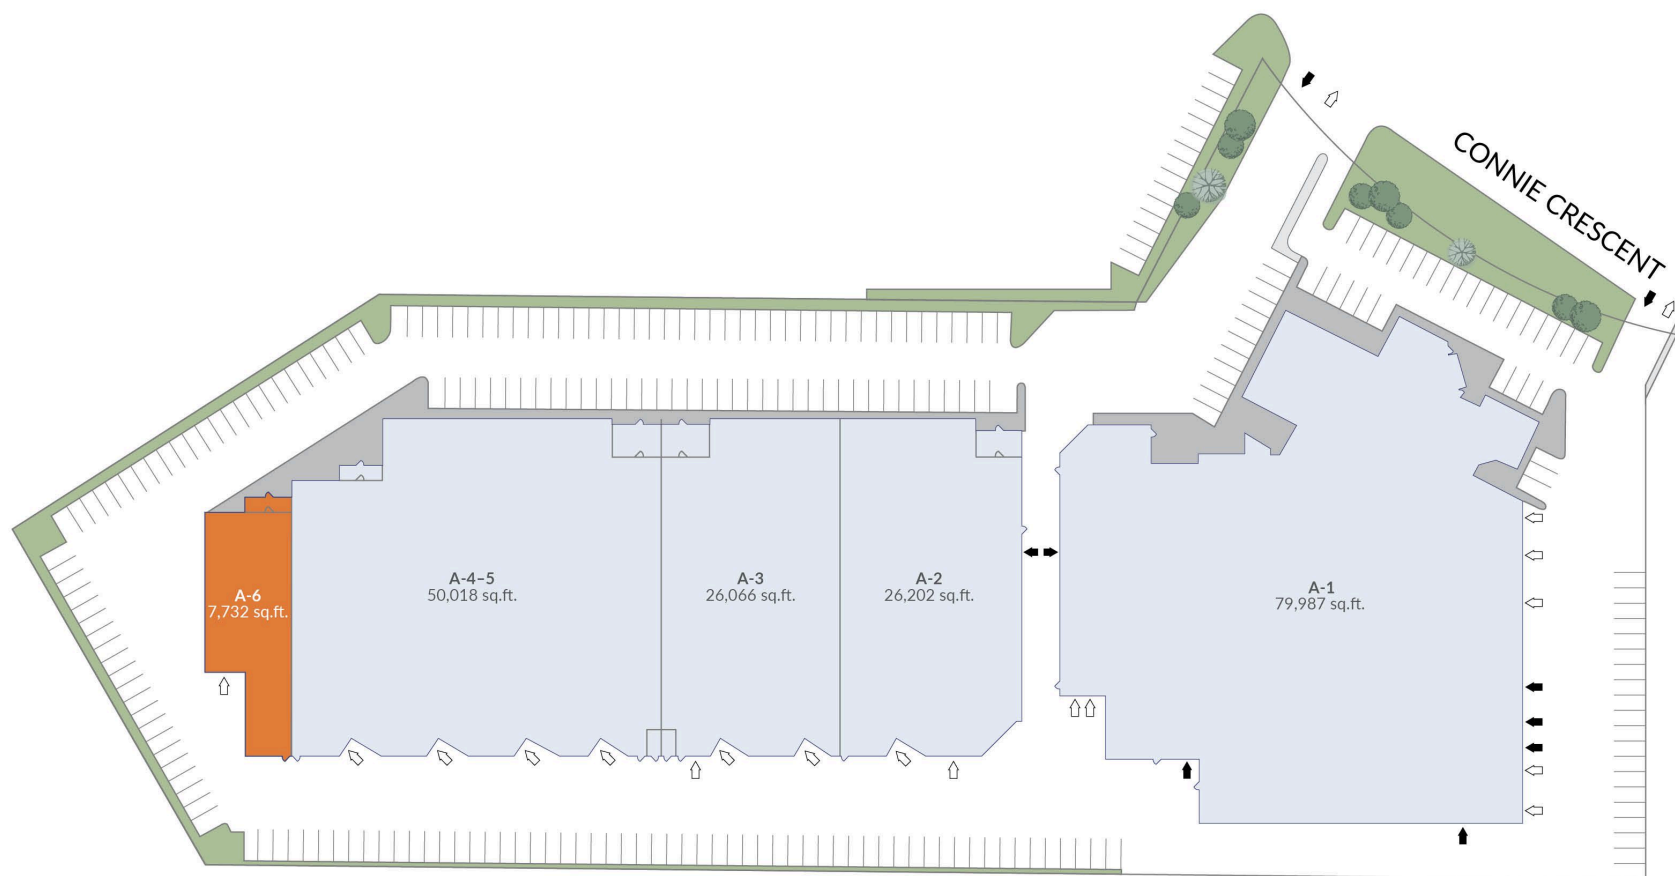 CONNIE CRESCENT
A-6
7,732 sq.ft.
A-4–5
50,018 sq.ft.
A-3
26,066 sq.ft.
A-2
26,202 sq.ft.
A-1
79,987 sq.ft.